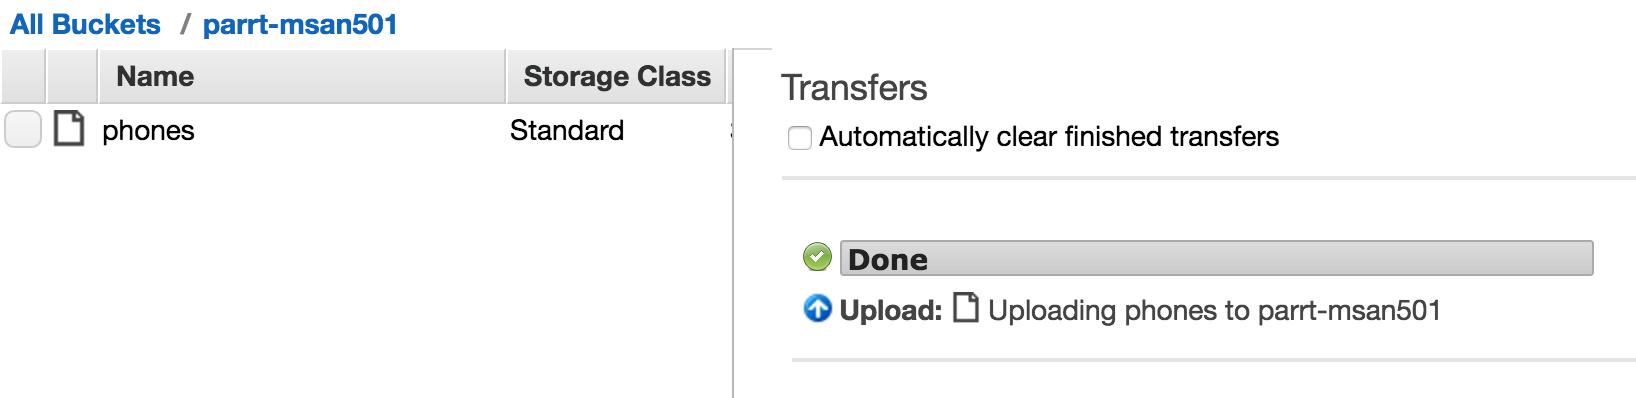 All Buckets / parrt-msan501
Name Storage Class
phones Standard
Transfers
Automatically clear finished transfers
Done
Upload: Uploading phones to parrt-msan501